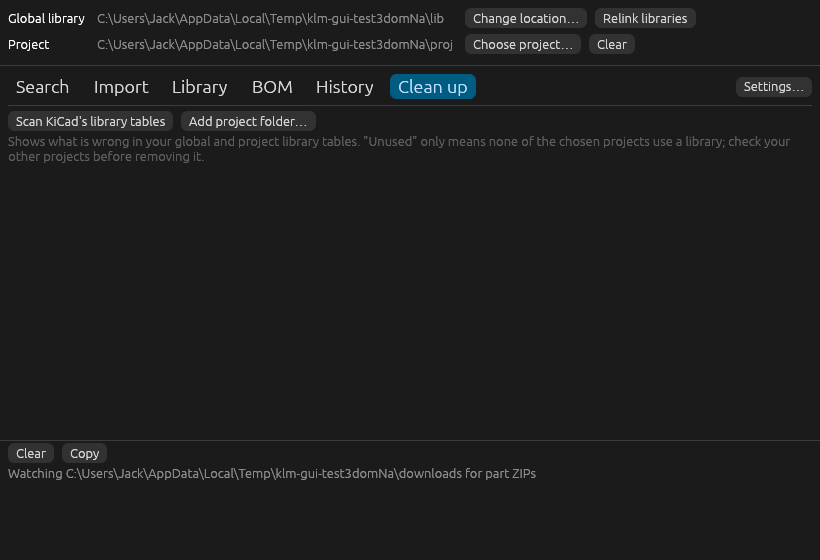 Global library C:\Users\Jack\AppData\Local\Temp\klm-gui-test3domNa\lib Change location... Relink libraries
Project C:\Users\Jack\AppData\Local\Temp\klm-gui-test3domNa\proj Choose project... Clear
Search Import Library BOM History Clean up Settings...
Scan KiCad's library tables Add project folder...
Shows what is wrong in your global and project library tables. "Unused" only means none of the chosen projects use a library; check your
other projects before removing it.
Clear Copy
Watching C:\Users\Jack\AppData\Local\Temp\klm-gui-test3domNa\downloads for part ZIPs